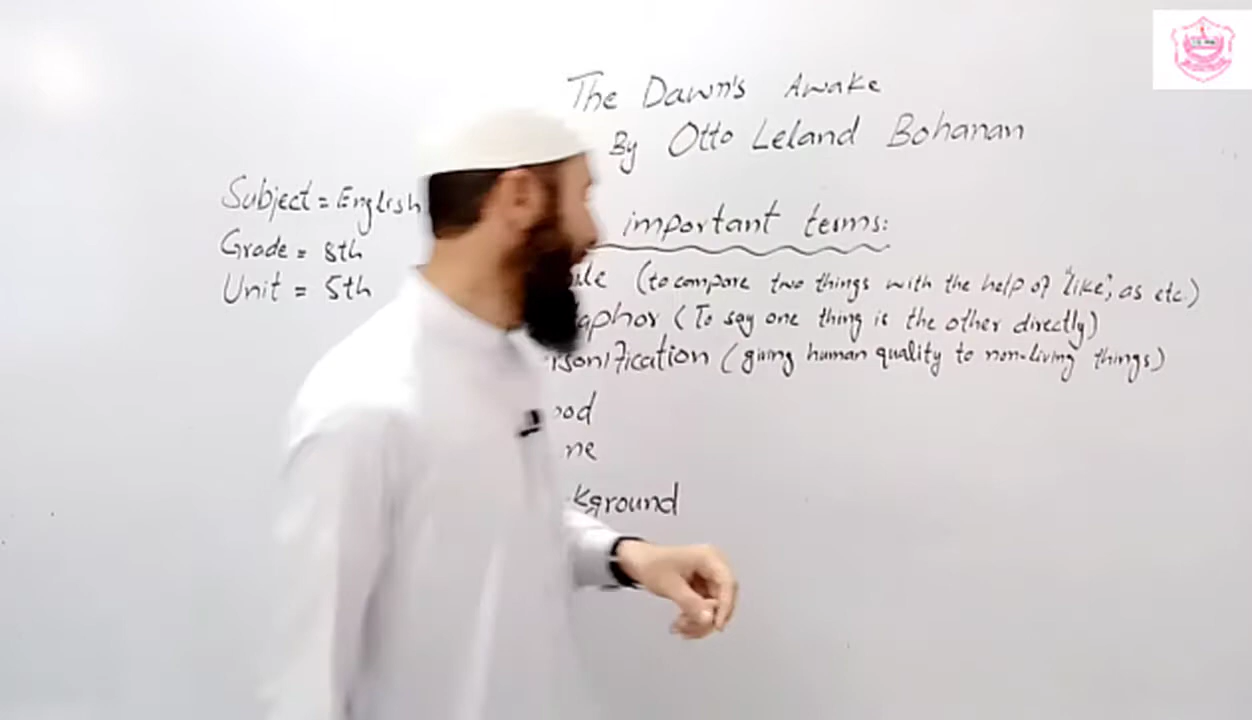 The Dawn's Awake
By Otto Leland Bohanan
Subject = English
Grade = 8th
Unit = 5th
important terms:
(to compare two things with the help of "like", as etc.)
(To say one thing is the other directly)
(giving human quality to non-living things)